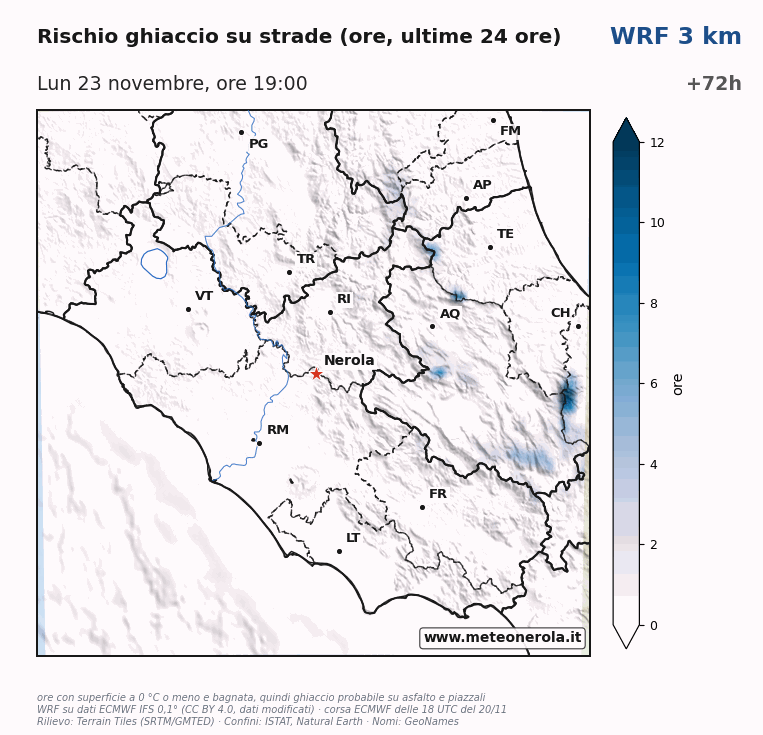 Rischio ghiaccio su strade (ore, ultime 24 ore)
WRF 3 km
Lun 23 novembre, ore 19:00
+72h
FM
PG
AP
TE
TR
VT
RI
AQ
CH.
Nerola
RM
FR
LT
www.meteonerola.it
12
10
8
6
4
2
0
ore
ore con superficie a 0 °C o meno e bagnata, quindi ghiaccio probabile su asfalto e piazzali
WRF su dati ECMWF IFS 0,1° (CC BY 4.0, dati modificati) · corsa ECMWF delle 18 UTC del 20/11
Rilievo: Terrain Tiles (SRTM/GMTED) · Confini: ISTAT, Natural Earth · Nomi: GeoNames